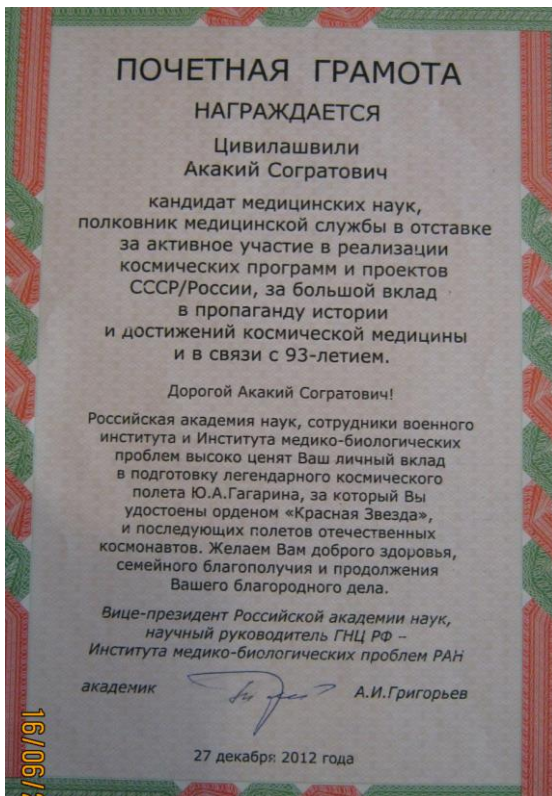 ПОЧЕТНАЯ ГРАМОТА
НАГРАЖДАЕТСЯ
Цивилашвили
Акакий Согратович
кандидат медицинских наук,
полковник медицинской службы в отставке
за активное участие в реализации
космических программ и проектов
СССР/России, за большой вклад
в пропаганду истории
и достижений космической медицины
и в связи с 93-летием.
Дорогой Акакий Согратович!
Российская академия наук, сотрудники военного
института и Института медико-биологических
проблем высоко ценят Ваш личный вклад
в подготовку легендарного космического
полета Ю.А.Гагарина, за который Вы
удостоены орденом «Красная Звезда»,
и последующих полетов отечественных
космонавтов. Желаем Вам доброго здоровья,
семейного благополучия и продолжения
Вашего благородного дела.
Вице-президент Российской академии наук,
научный руководитель ГНЦ РФ –
Института медико-биологических проблем РАН
академик А.И.Григорьев
27 декабря 2012 года
16/06/